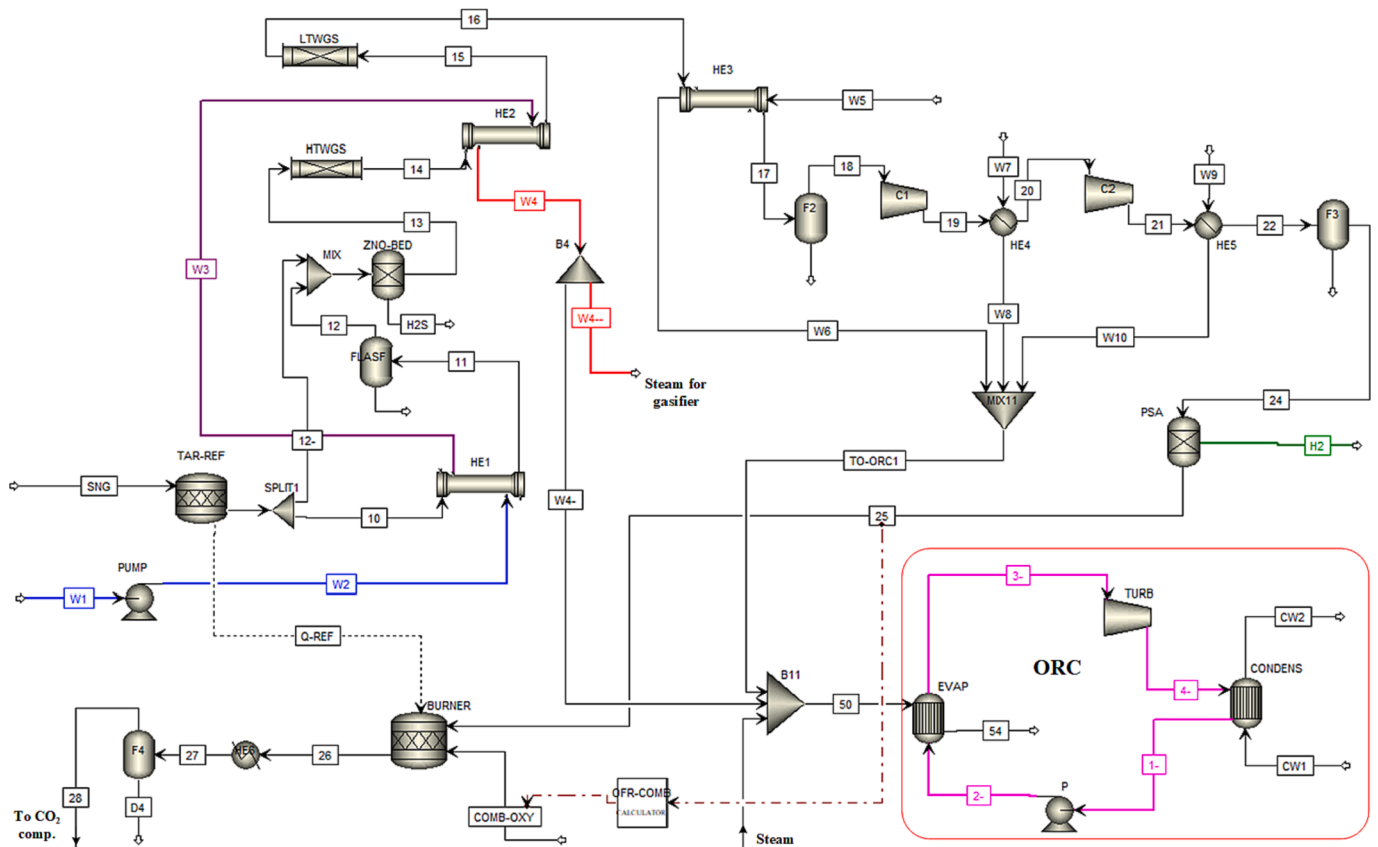 16
LTWGS
15
HE3
W5
HE2
HTWGS
14
17
18
C1
W7
20
C2
W9
F2
19
HE4
21
HE5
22
F3
W4
13
B4
ZNO-BED
MIX
W3
12
H2S
W4--
W6
W8
W10
FLASF
11
Steam for
gasifier
MIX11
24
PSA
12-
TAR-REF
HE1
TO-ORC1
H2
SNG
SPLIT1
W4-
10
25
PUMP
W1
W2
3-
TURB
CW2
Q-REF
ORC
CONDENS
B11
EVAP
4-
BURNER
50
54
F4
27
26
1-
CW1
28
D4
OFR-COMB
CALCULATOR
2-
P
To CO₂
comp.
COMB-OXY
Steam